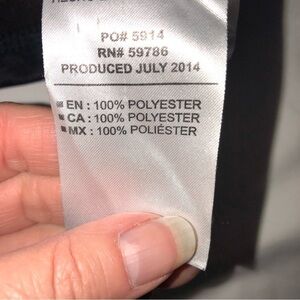 PO# 5914
RN# 59786
PRODUCED JULY 2014
EN : 100% POLYESTER
CA : 100% POLYESTER
MX : 100% POLIÉSTER